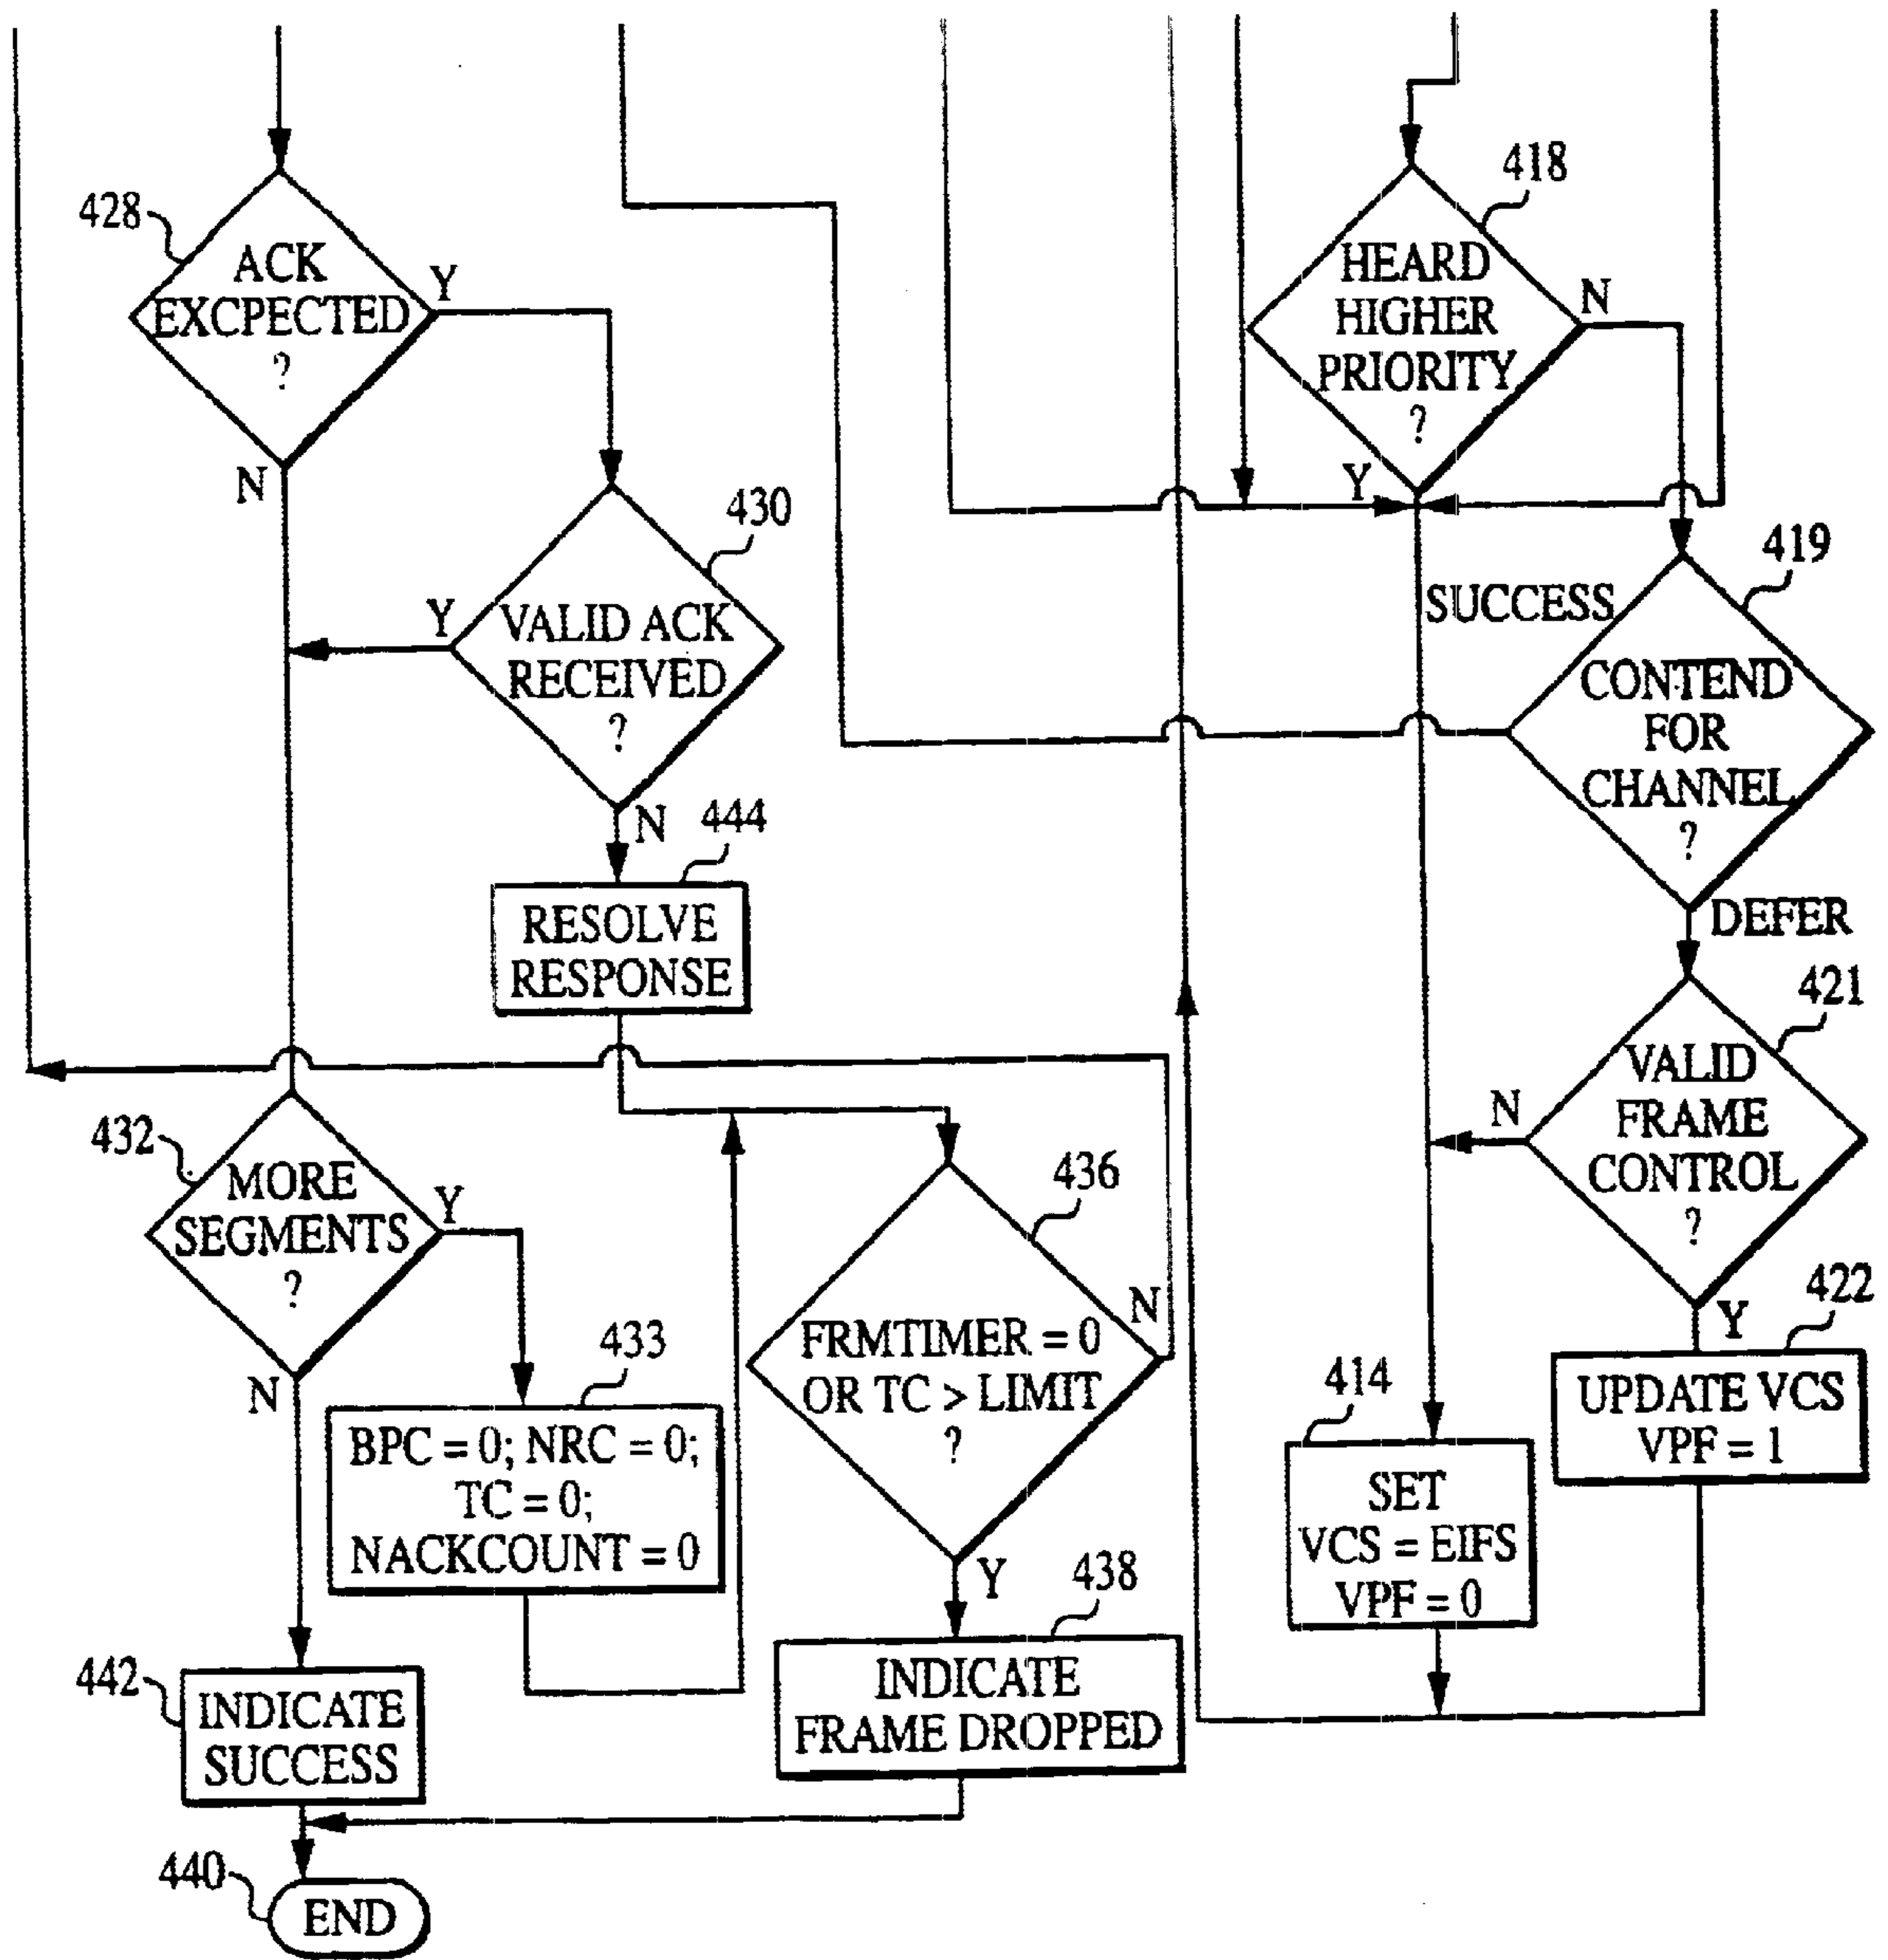 428
ACK
EXCPECTED
?
Y
N
430
VALID ACK
RECEIVED
?
Y
N
444
RESOLVE
RESPONSE
432
MORE
SEGMENTS
?
Y
N
433
BPC = 0; NRC = 0;
TC = 0;
NACKCOUNT = 0
436
FRMTIMER = 0
OR TC > LIMIT
?
N
Y
438
INDICATE
FRAME DROPPED
442
INDICATE
SUCCESS
440
END
418
HEARD
HIGHER
PRIORITY
?
N
Y
419
SUCCESS
CONTEND
FOR
CHANNEL
?
DEFER
421
VALID
FRAME
CONTROL
?
N
Y
422
UPDATE VCS
VPF = 1
414
SET
VCS = EIFS
VPF = 0